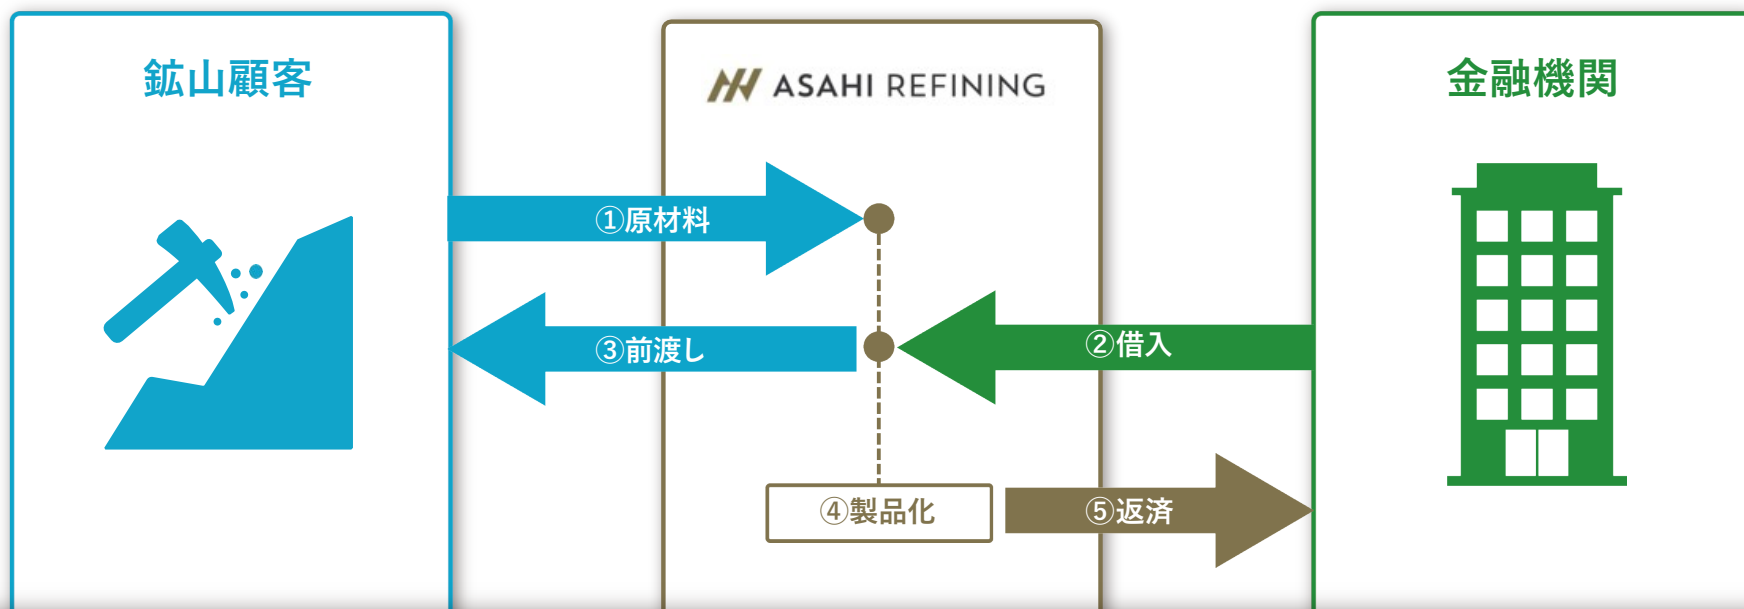 鉱山顧客
ASAHI REFINING
金融機関
①原材料
③前渡し
②借入
④製品化
⑤返済